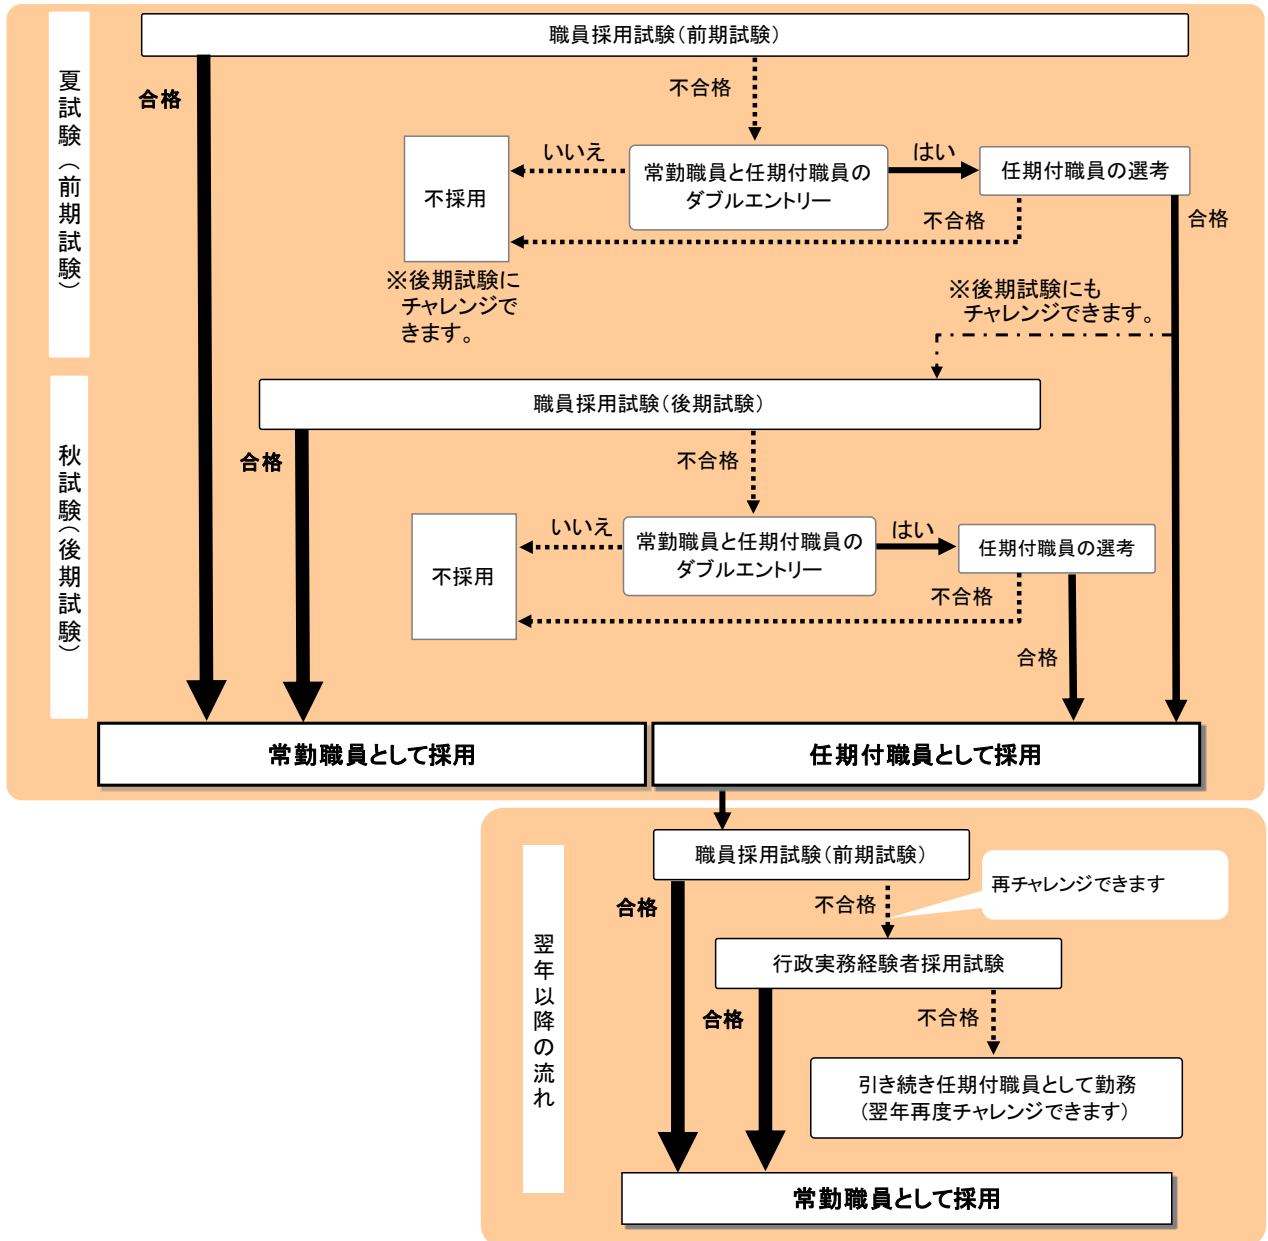 職員採用試験（前期試験）
夏試験（前期試験）
合格
不合格
不採用
いいえ
常勤職員と任期付職員の
ダブルエントリー
はい
任期付職員の選考
不合格
合格
※後期試験に
チャレンジで
きます。
※後期試験にも
チャレンジできます。
秋試験（後期試験）
職員採用試験（後期試験）
合格
不合格
不採用
いいえ
常勤職員と任期付職員の
ダブルエントリー
はい
任期付職員の選考
不合格
合格
常勤職員として採用
任期付職員として採用
翌年以降の流れ
職員採用試験（前期試験）
合格
不合格
再チャレンジできます
行政実務経験者採用試験
合格
不合格
引き続き任期付職員として勤務
（翌年再度チャレンジできます）
常勤職員として採用